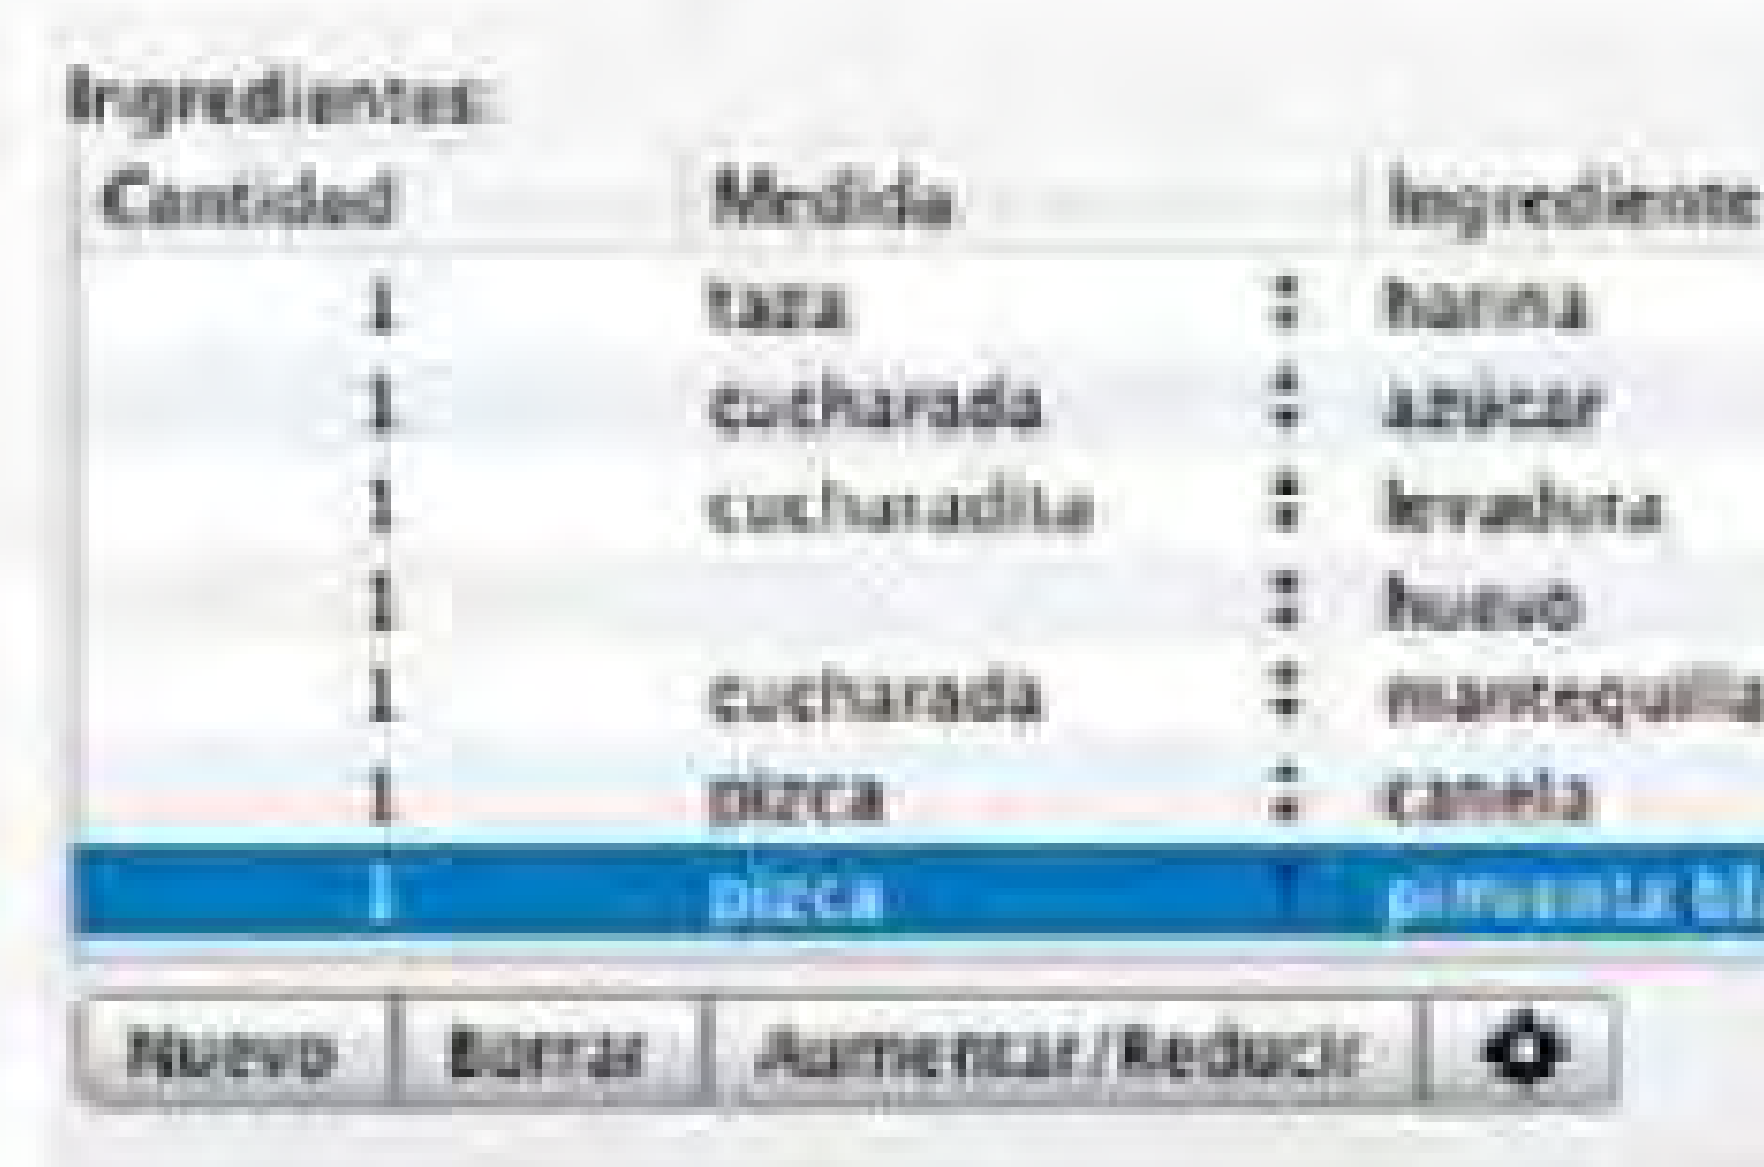 Ingredientes:
Cantidad Medida Ingrediente
1 taza harina
1 cucharada azúcar
1 cucharadita levadura
1 huevo
1 cucharada mantequilla
1 pizca canela
1 pizca pimienta
Nuevo Borrar Aumentar/Reducir